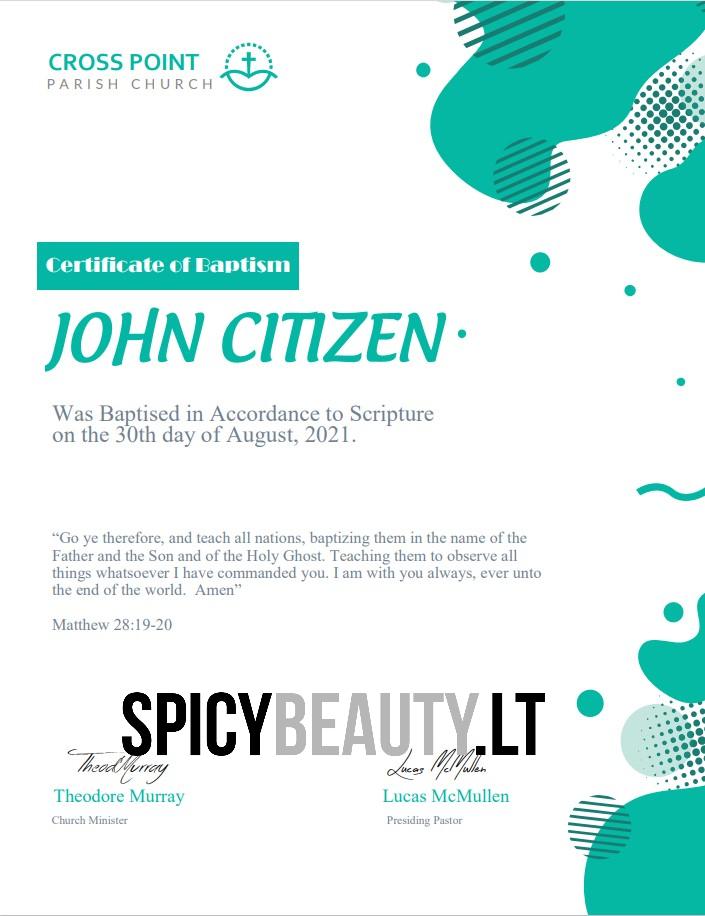 CROSS POINT
PARISH CHURCH
Certificate of Baptism
JOHN CITIZEN
Was Baptised in Accordance to Scripture
on the 30th day of August, 2021.
“Go ye therefore, and teach all nations, baptizing them in the name of the
Father and the Son and of the Holy Ghost. Teaching them to observe all
things whatsoever I have commanded you. I am with you always, ever unto
the end of the world.  Amen”
Matthew 28:19-20
SPICYBEAUTY.LT
Theod Murray
Lucas McMullen
Theodore Murray
Lucas McMullen
Church Minister
Presiding Pastor